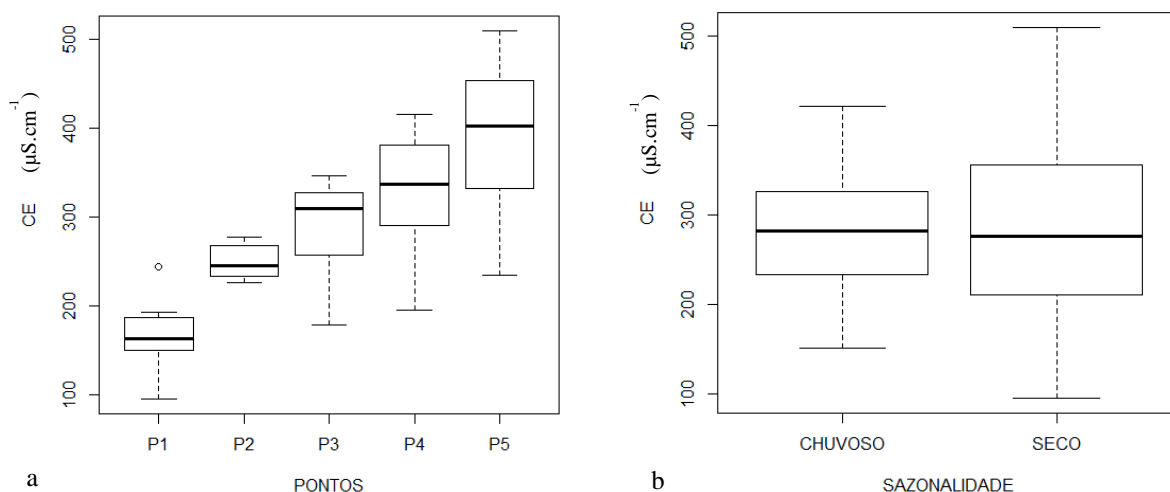 500
400
300
200
100
CE (µS.cm⁻¹)
P1 P2 P3 P4 P5
PONTOS
a
500
400
300
200
100
CE (µS.cm⁻¹)
CHUVOSO SECO
SAZONALIDADE
b